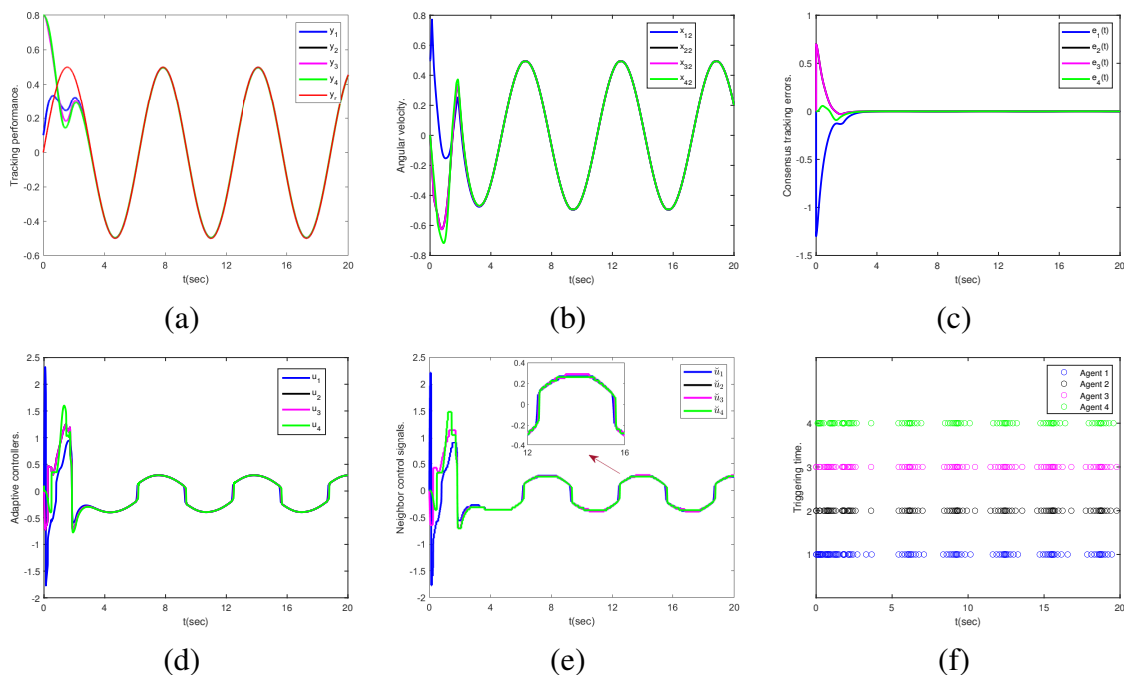 0.8
0.6
0.4
0.2
0
-0.2
-0.4
0.6
Tracking performance.
0 4 8 12 16 20
t(sec)
y1
y2
y3
y4
yr
(a)
0.8
0.6
0.4
0.2
0
-0.2
-0.4
-0.6
-0.8
Angular velocity.
0 4 8 12 16 20
t(sec)
x12
x22
x32
x42
(b)
1
0.5
0
-0.5
-1
-1.5
Consensus tracking errors.
0 4 8 12 16 20
t(sec)
e1(t)
e2(t)
e3(t)
e4(t)
(c)
2.5
2
1.5
1
0.5
0
-0.5
-1
-1.5
-2
Adaptive controllers.
0 4 8 12 16 20
t(sec)
u1
u2
u3
u4
(d)
2.5
2
1.5
1
0.5
0
-0.5
-1
-1.5
-2
Neighbor control signals.
0 4 8 12 16 20
t(sec)
0.4
0.2
0
-0.2
-0.4
12 16
ŭ1
ŭ2
ŭ3
ŭ4
(e)
4
3
2
1
Triggering time.
0 5 10 15 20
t(sec)
Agent 1
Agent 2
Agent 3
Agent 4
(f)